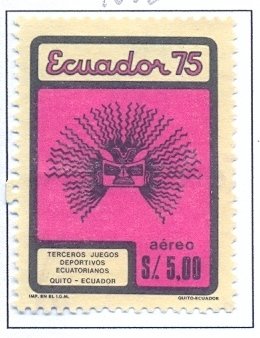 Ecuador 75
aéreo
S/. 5,00
TERCEROS JUEGOS
DEPORTIVOS
ECUATORIANOS
QUITO - ECUADOR
IMP. EN EL I.G.M.
QUITO-ECUADOR